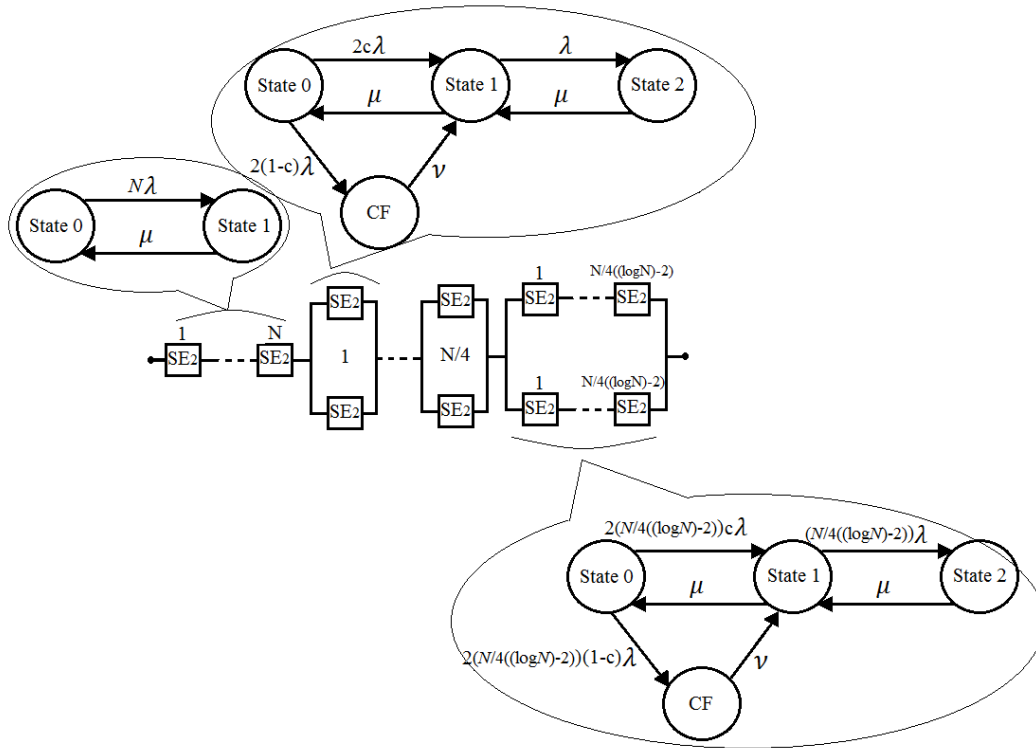 2cλ
λ
State 0
State 1
State 2
μ
μ
2(1-c)λ
ν
CF
Nλ
State 0
State 1
μ
1
N
SE2
SE2
SE2
1
SE2
SE2
N/4
SE2
1
N/4((logN)-2)
SE2
SE2
1
N/4((logN)-2)
SE2
SE2
2(N/4((logN)-2))cλ
(N/4((logN)-2))λ
State 0
State 1
State 2
μ
μ
2(N/4((logN)-2))(1-c)λ
ν
CF